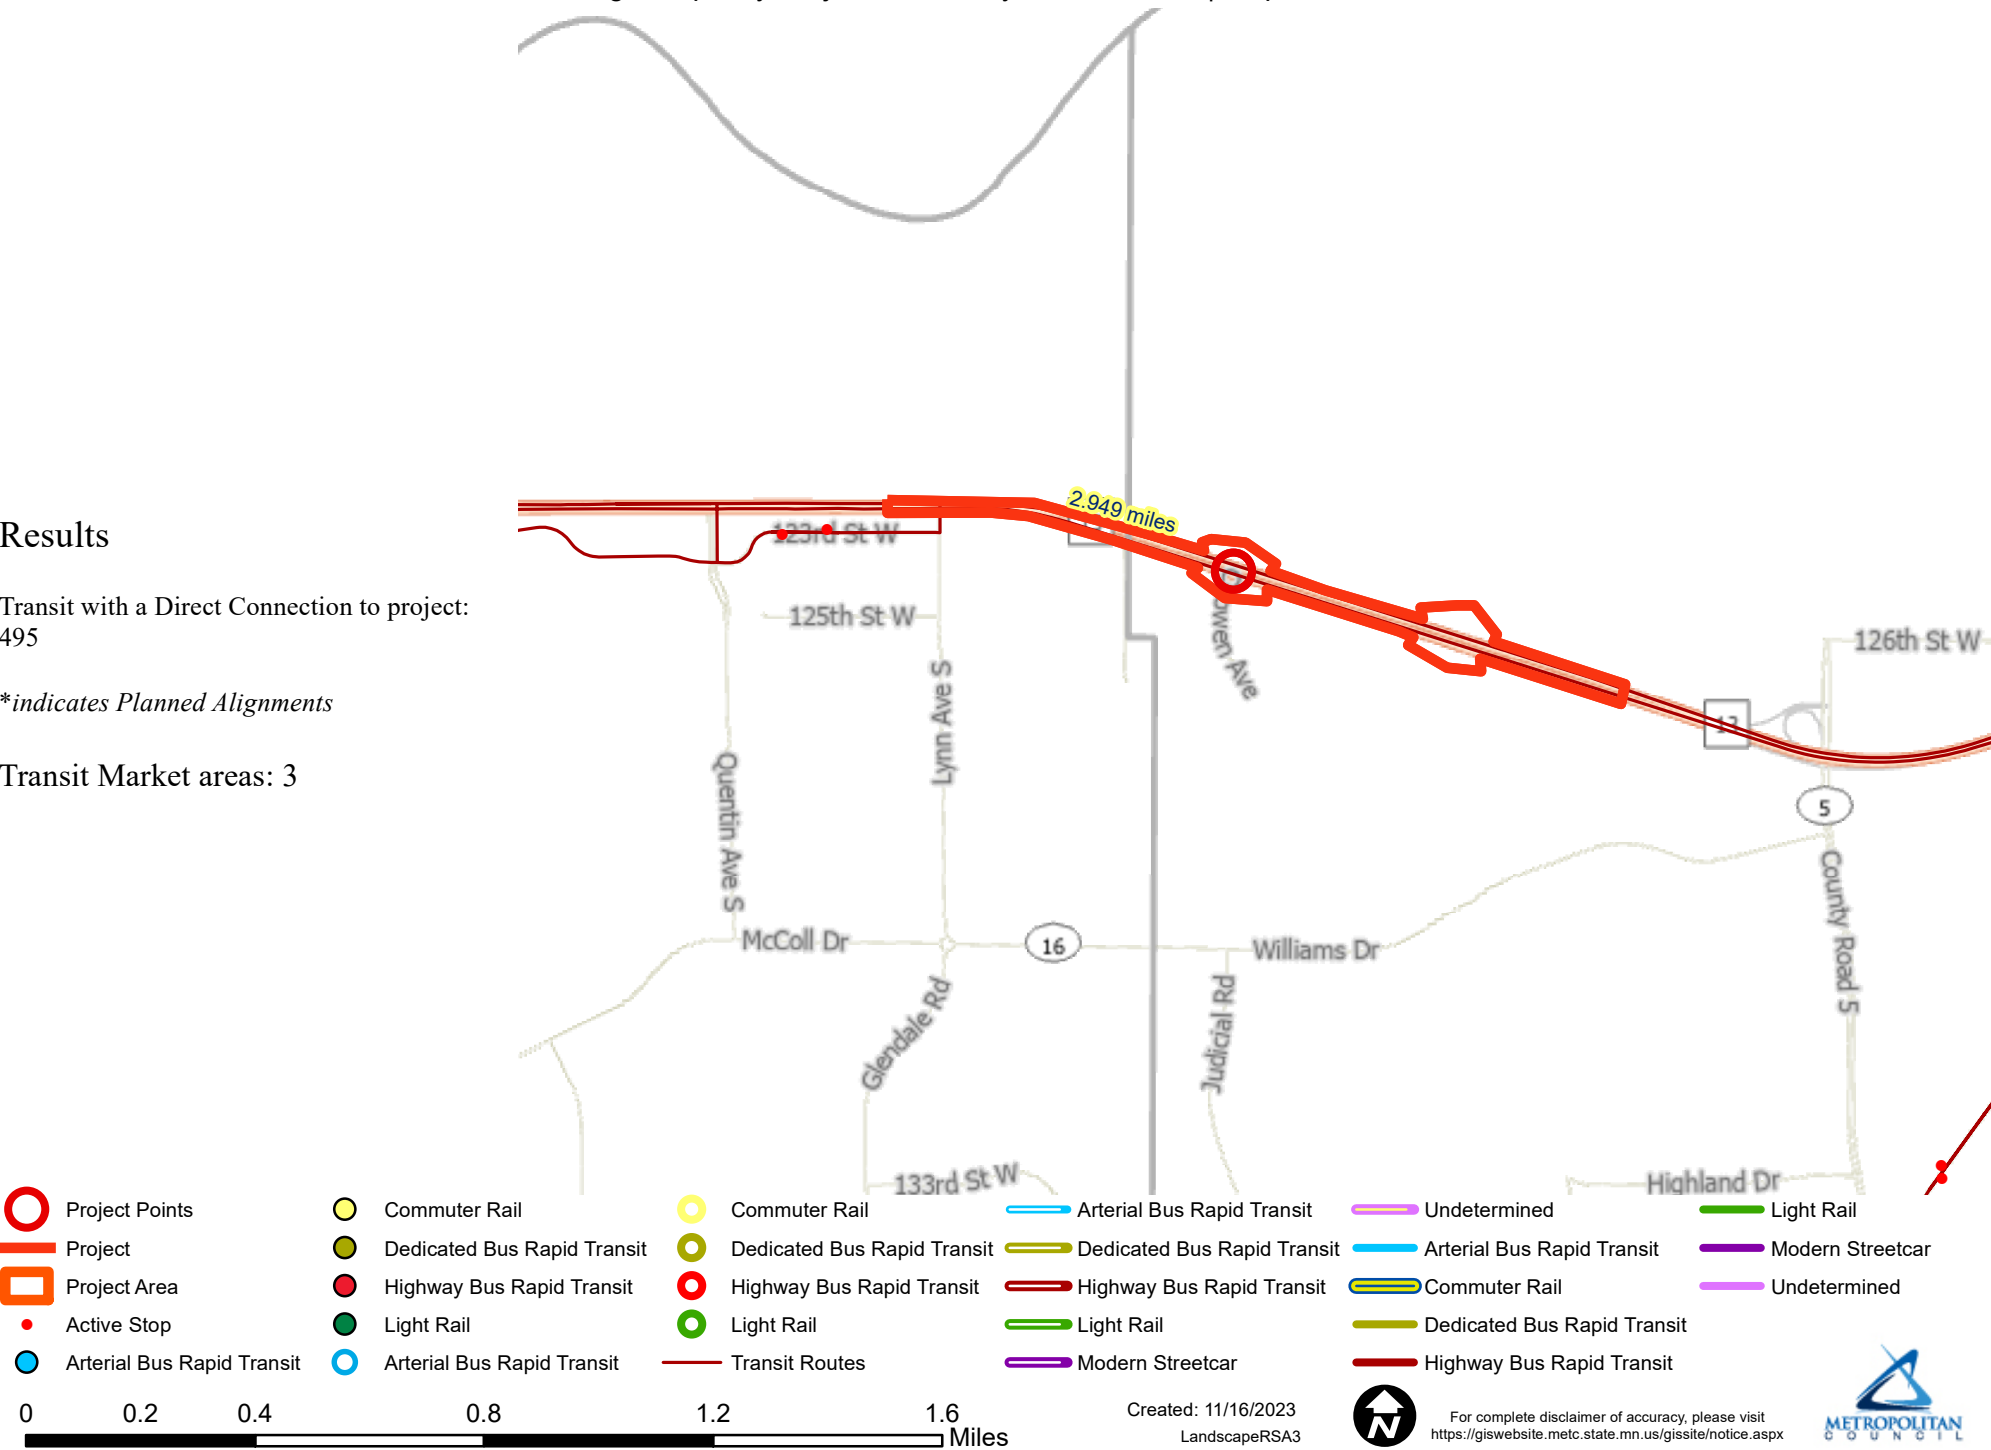 2.949 miles
123rd St W
125th St W
126th St W
Lynn Ave S
Quentin Ave S
13
5
County Road 5
McColl Dr
16
Williams Dr
Glendale Rd
Judicial Rd
133rd St W
Highland Dr
Results
Transit with a Direct Connection to project:
495
*indicates Planned Alignments
Transit Market areas: 3
Project Points
Project
Project Area
Active Stop
Arterial Bus Rapid Transit
Commuter Rail
Dedicated Bus Rapid Transit
Highway Bus Rapid Transit
Light Rail
Arterial Bus Rapid Transit
Commuter Rail
Dedicated Bus Rapid Transit
Highway Bus Rapid Transit
Light Rail
Transit Routes
Arterial Bus Rapid Transit
Dedicated Bus Rapid Transit
Highway Bus Rapid Transit
Light Rail
Modern Streetcar
Undetermined
Arterial Bus Rapid Transit
Commuter Rail
Dedicated Bus Rapid Transit
Highway Bus Rapid Transit
Light Rail
Modern Streetcar
Undetermined
0 0.2 0.4 0.8 1.2 1.6
Miles
Created: 11/16/2023
LandscapeRSA3
N
For complete disclaimer of accuracy, please visit
https://giswebsite.metc.state.mn.us/gissite/notice.aspx
METROPOLITAN
COUNCIL